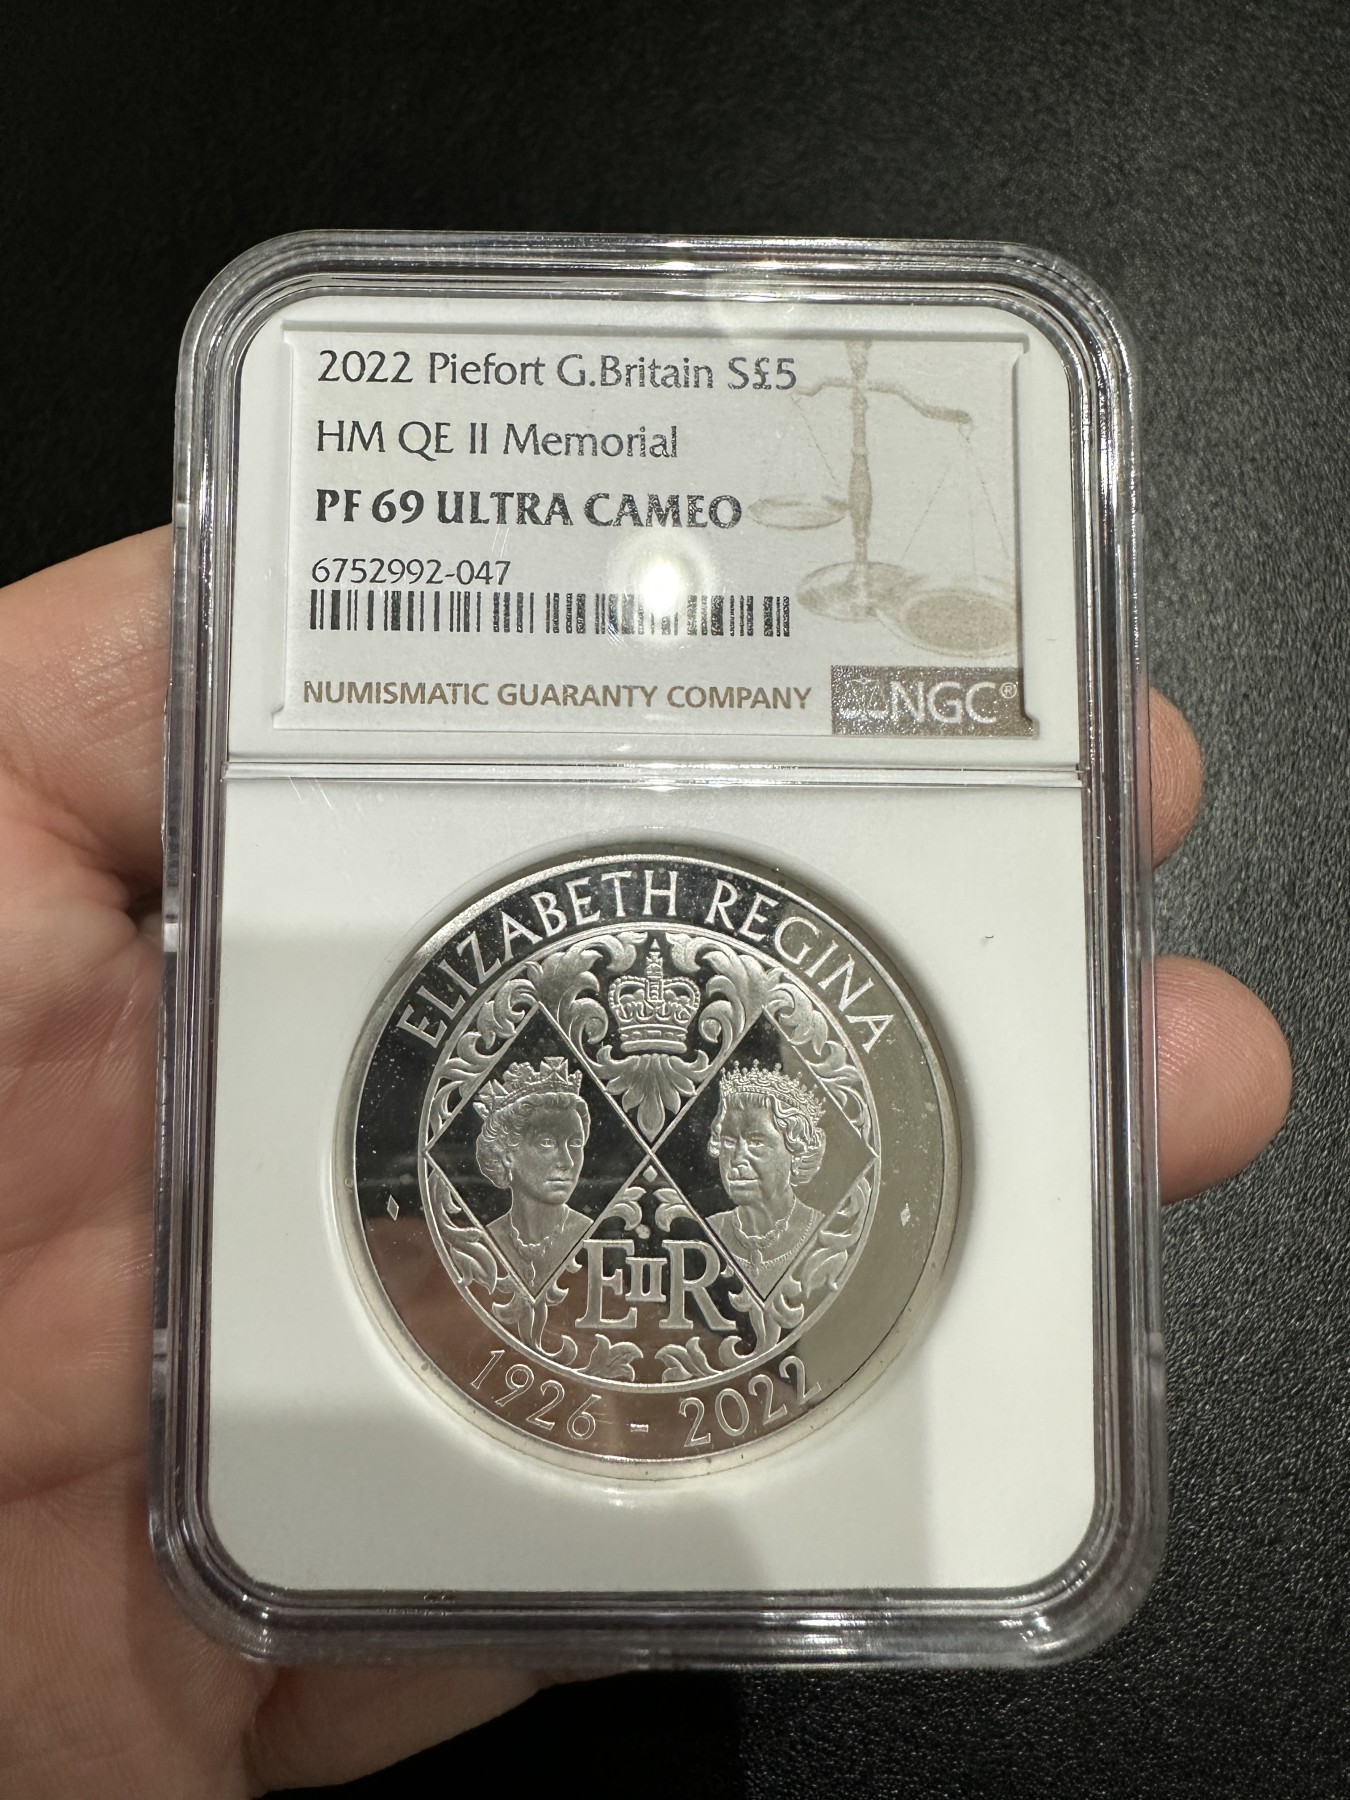 2022 Piefort G.Britain S£5
HM QE II Memorial
PF 69 ULTRA CAMEO
6752992-047
NUMISMATIC GUARANTY COMPANY NGC®
ELIZABETH REGINA
EIIR
1926 - 2022